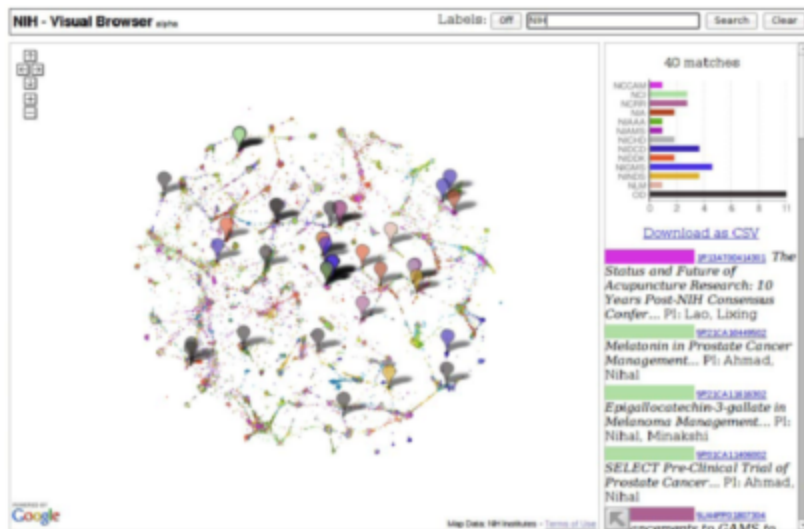 NIH - Visual Browser alpha
Labels: Off NIH Search Clear
40 matches
NCCAM
NCI
NCRR
NIA
NIAAA
NIAMS
NICHD
NIDCD
NIDDK
NIGMS
NINDS
NLM
OD
0 2 4 6 8 10 11
Download as CSV
The
Status and Future of
Acupuncture Research: 10
Years Post-NIH Consensus
Confer... PI: Lao, Lixing
Melatonin in Prostate Cancer
Management... PI: Ahmad,
Nihal
Epigallocatechin-3-gallate in
Melanoma Management... PI:
Nihal, Minakshi
SELECT Pre-Clinical Trial of
Prostate Cancer... PI: Ahmad,
Nihal
to GAMS to
POWERED BY
Google
Map Data: NIH Institutes - Terms of Use